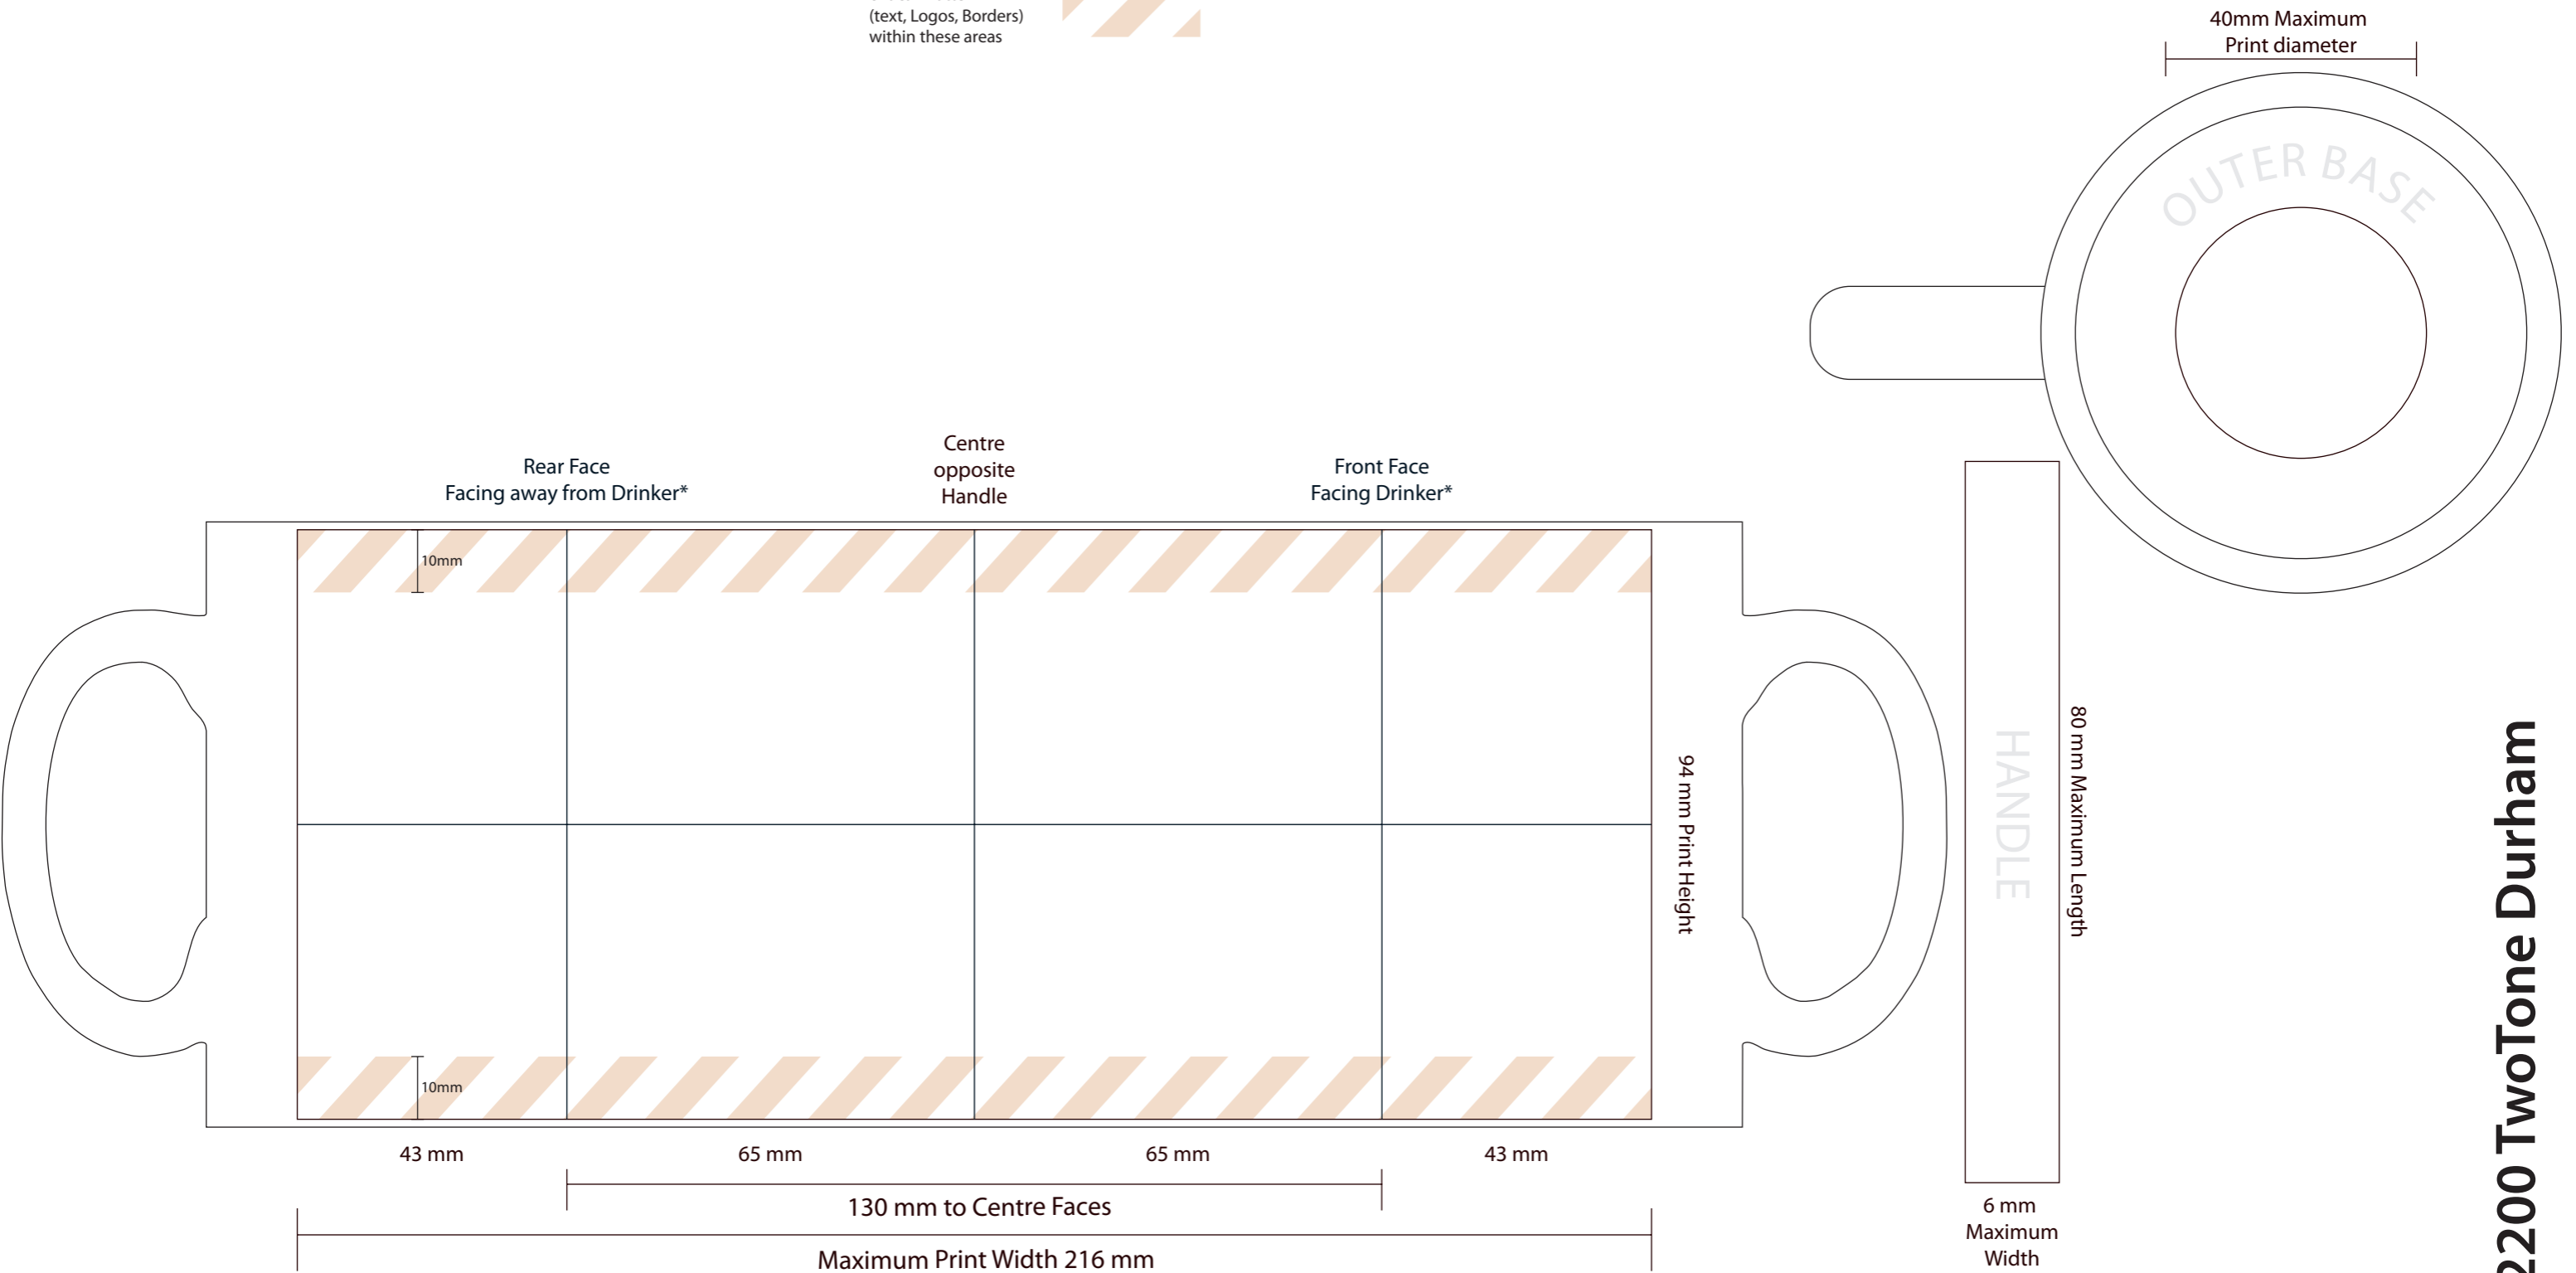 (text, Logos, Borders)
within these areas
40mm Maximum
Print diameter
OUTER BASE
Rear Face
Facing away from Drinker*
Centre
opposite
Handle
Front Face
Facing Drinker*
10mm
94 mm Print Height
HANDLE
80 mm Maximum Length
2200 TwoTone Durham
10mm
43 mm
65 mm
65 mm
43 mm
130 mm to Centre Faces
Maximum Print Width 216 mm
6 mm
Maximum
Width